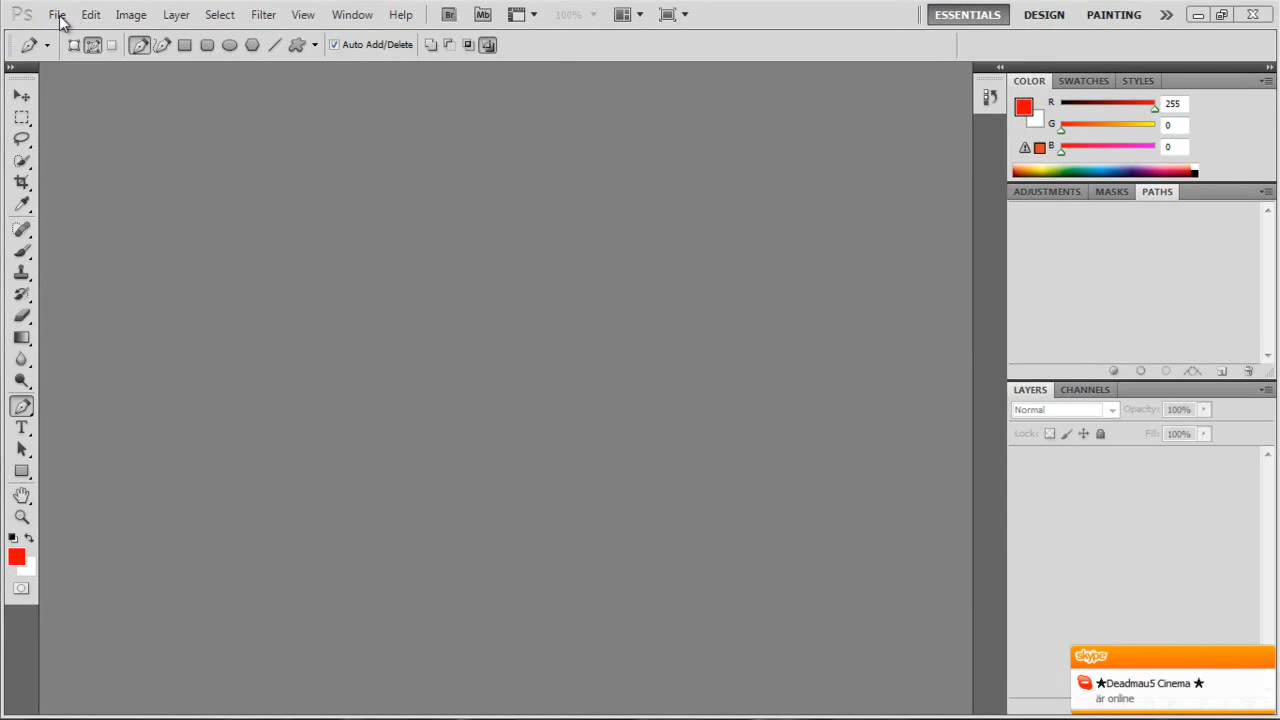 Ps File Edit Image Layer Select Filter View Window Help Br Mb 100% ESSENTIALS DESIGN PAINTING
Auto Add/Delete
COLOR SWATCHES STYLES
R 255
G 0
B 0
ADJUSTMENTS MASKS PATHS
LAYERS CHANNELS
Normal Opacity: 100%
Lock: Fill: 100%
T
skype
★Deadmau5 Cinema ★
är online